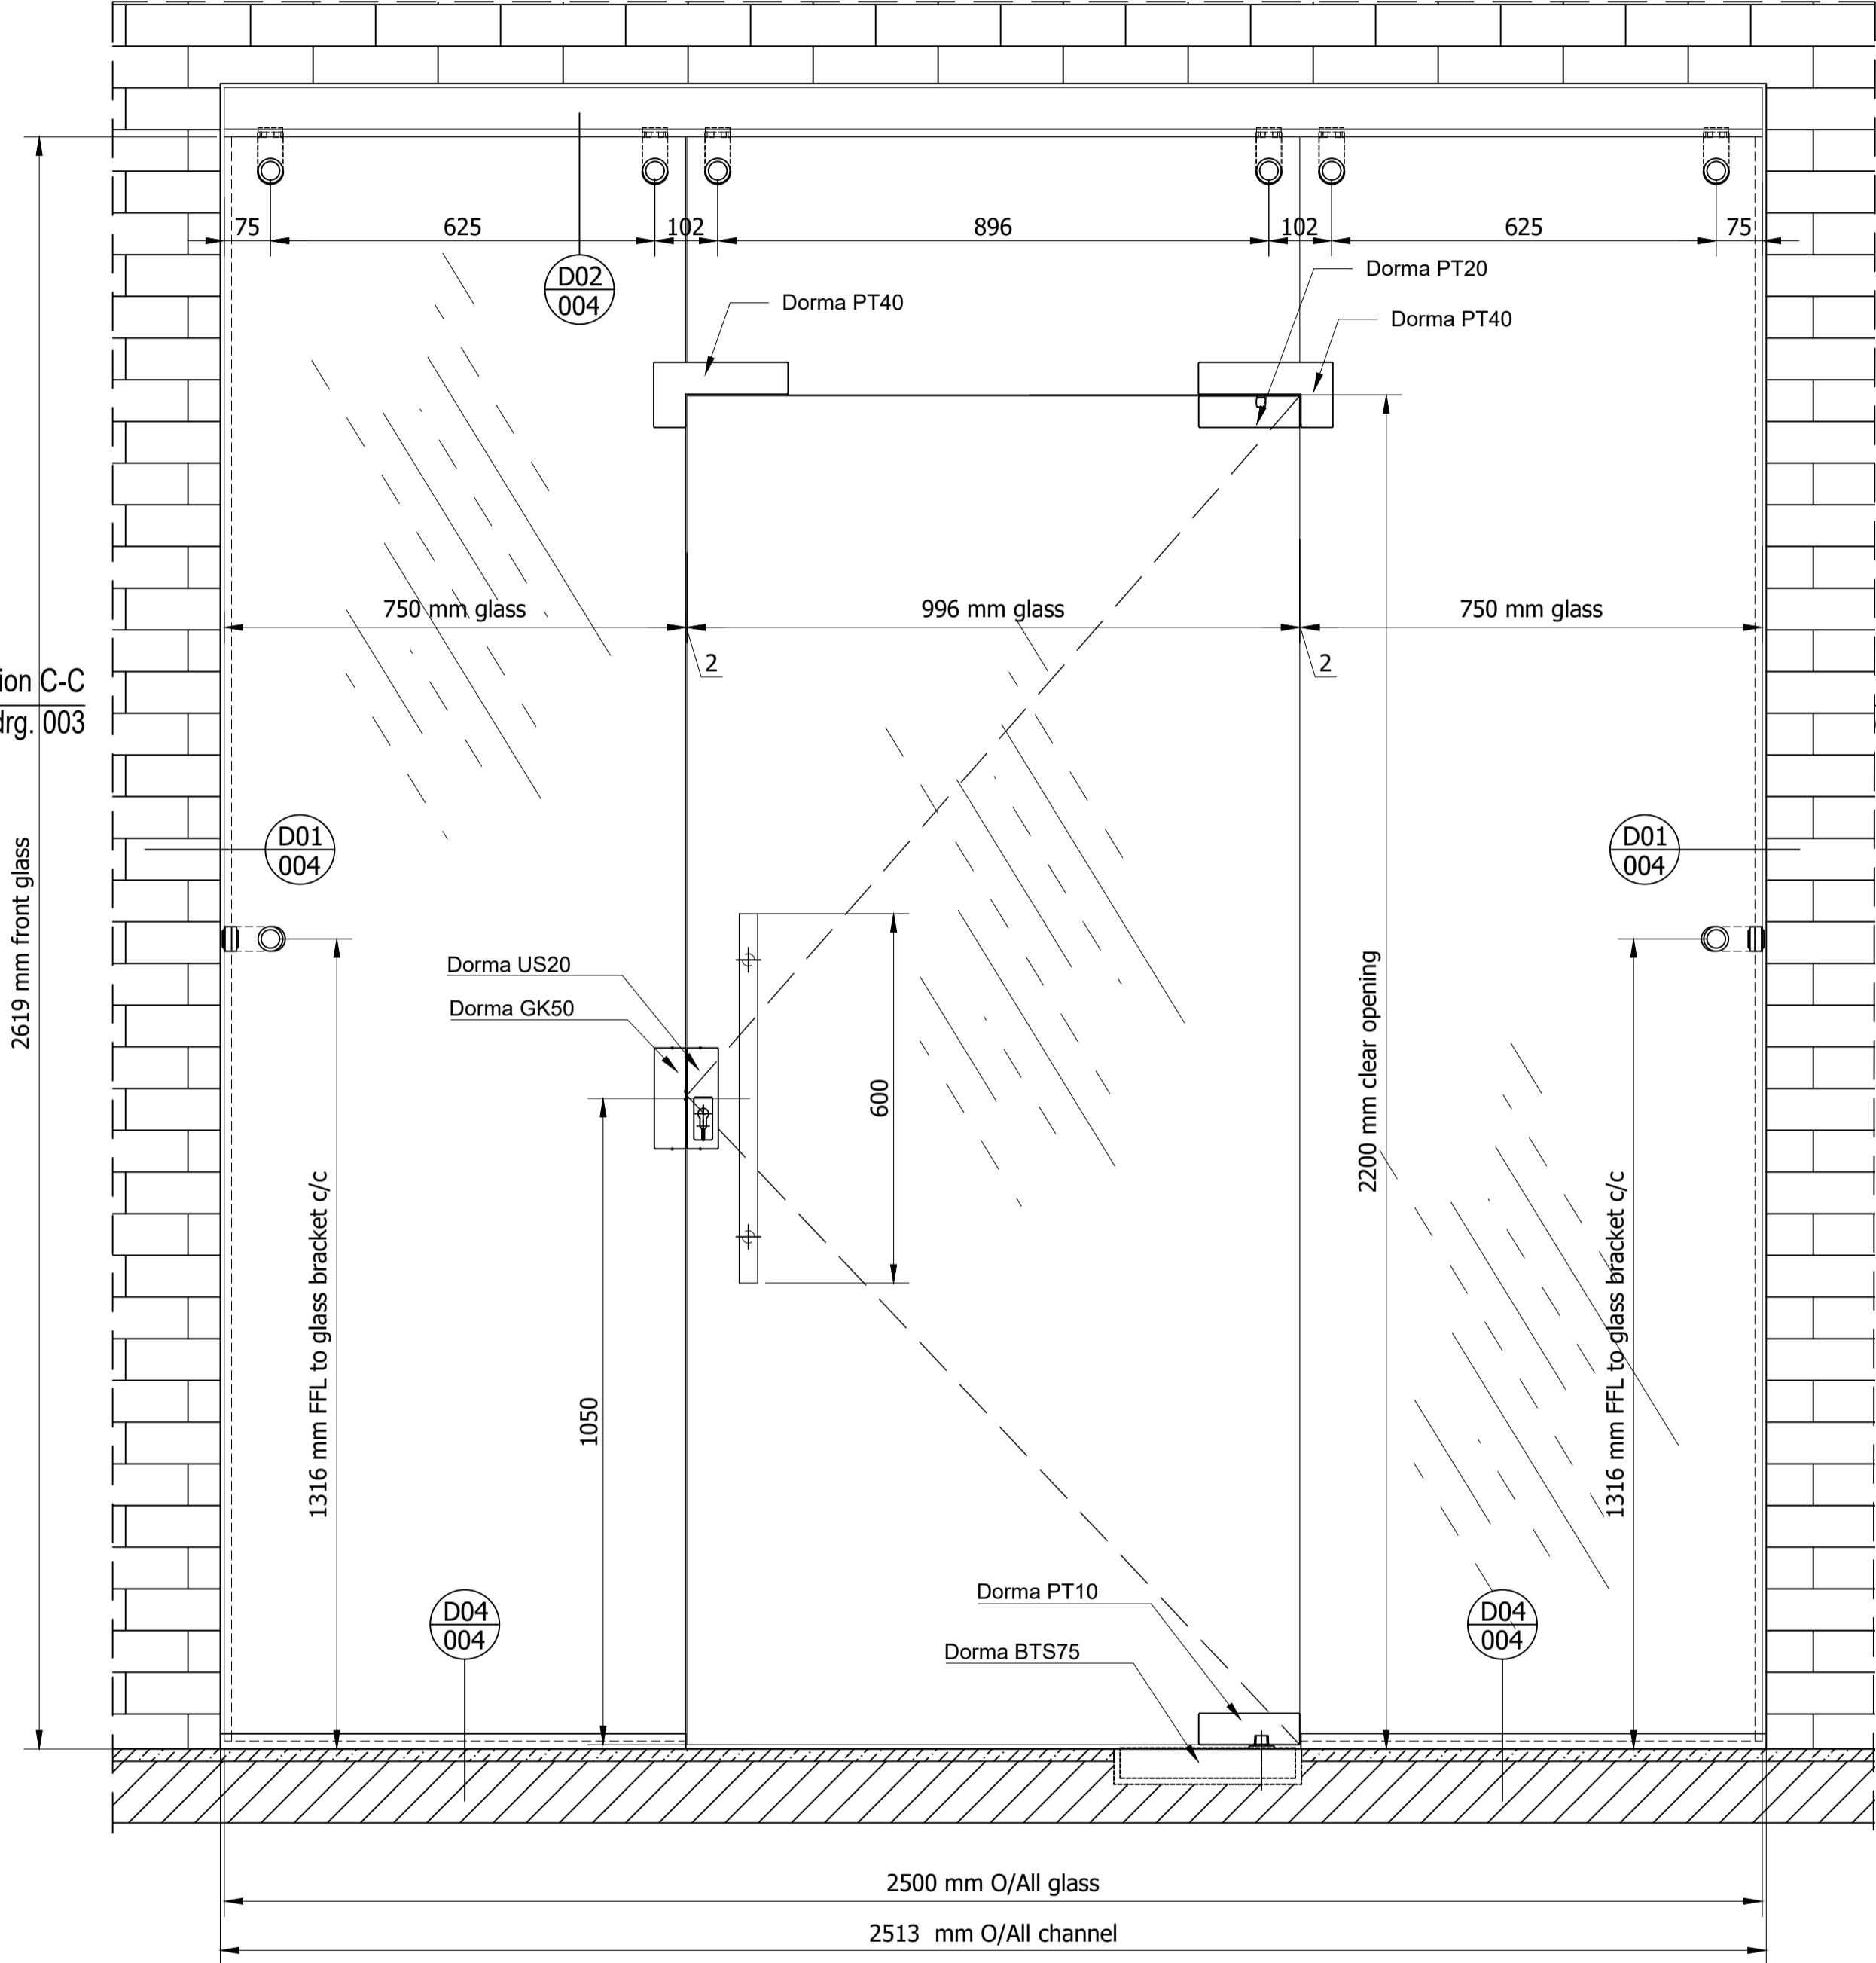 75
625
102
896
102
625
75
D02
004
Dorma PT20
Dorma PT40
Dorma PT40
750 mm glass
996 mm glass
750 mm glass
2
2
ion C-C
drg. 003
2619 mm front glass
D01
004
D01
004
Dorma US20
Dorma GK50
600
2200 mm clear opening
1316 mm FFL to glass bracket c/c
1050
1316 mm FFL to glass bracket c/c
Dorma PT10
Dorma BTS75
D04
004
D04
004
2500 mm O/All glass
2513 mm O/All channel